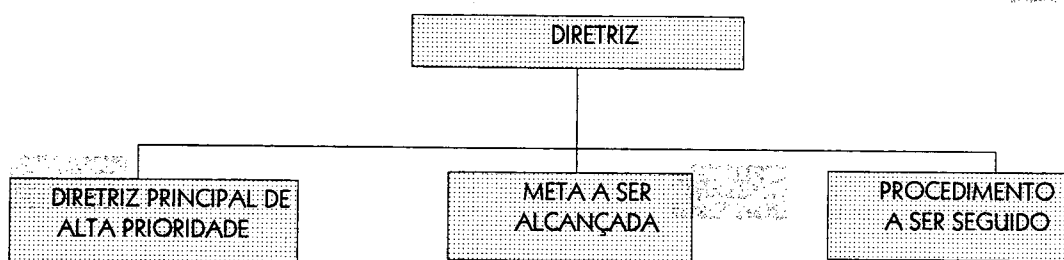 DIRETRIZ
DIRETRIZ PRINCIPAL DE
ALTA PRIORIDADE
META A SER
ALCANÇADA
PROCEDIMENTO
A SER SEGUIDO